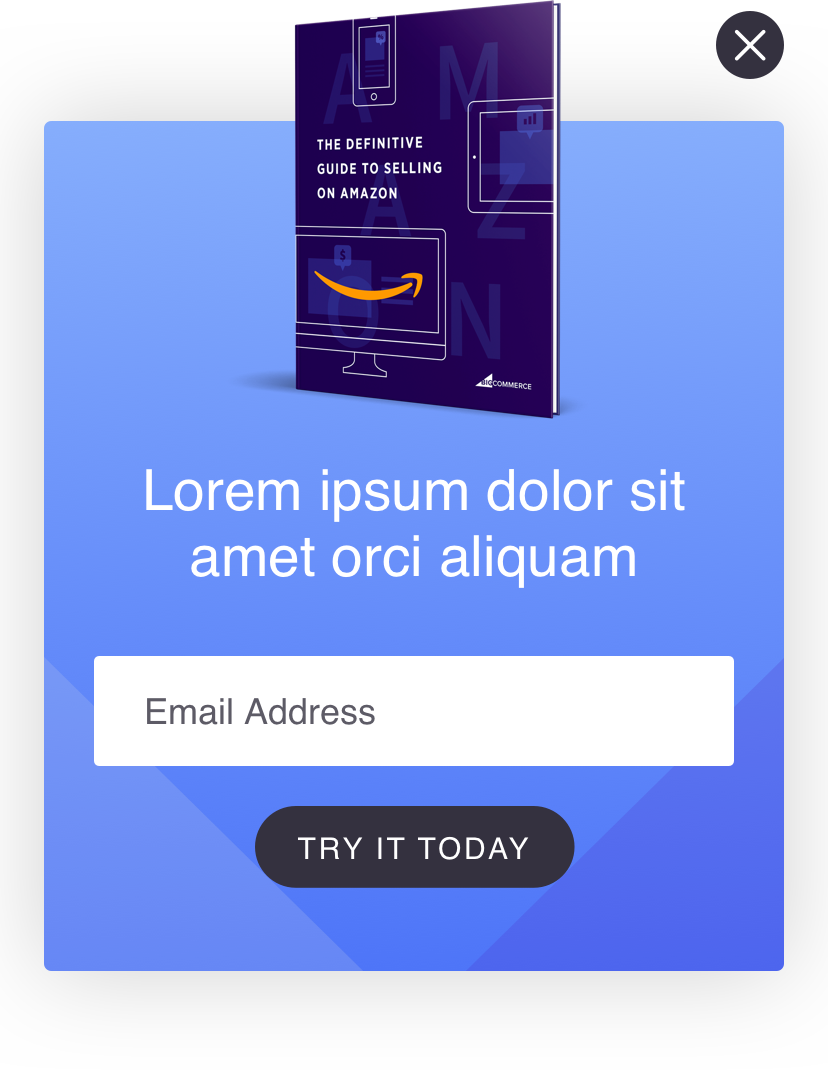 A M
A Z
O N
THE DEFINITIVE
GUIDE TO SELLING
ON AMAZON
%
$
BIGCOMMERCE
Lorem ipsum dolor sit
amet orci aliquam
Email Address
TRY IT TODAY